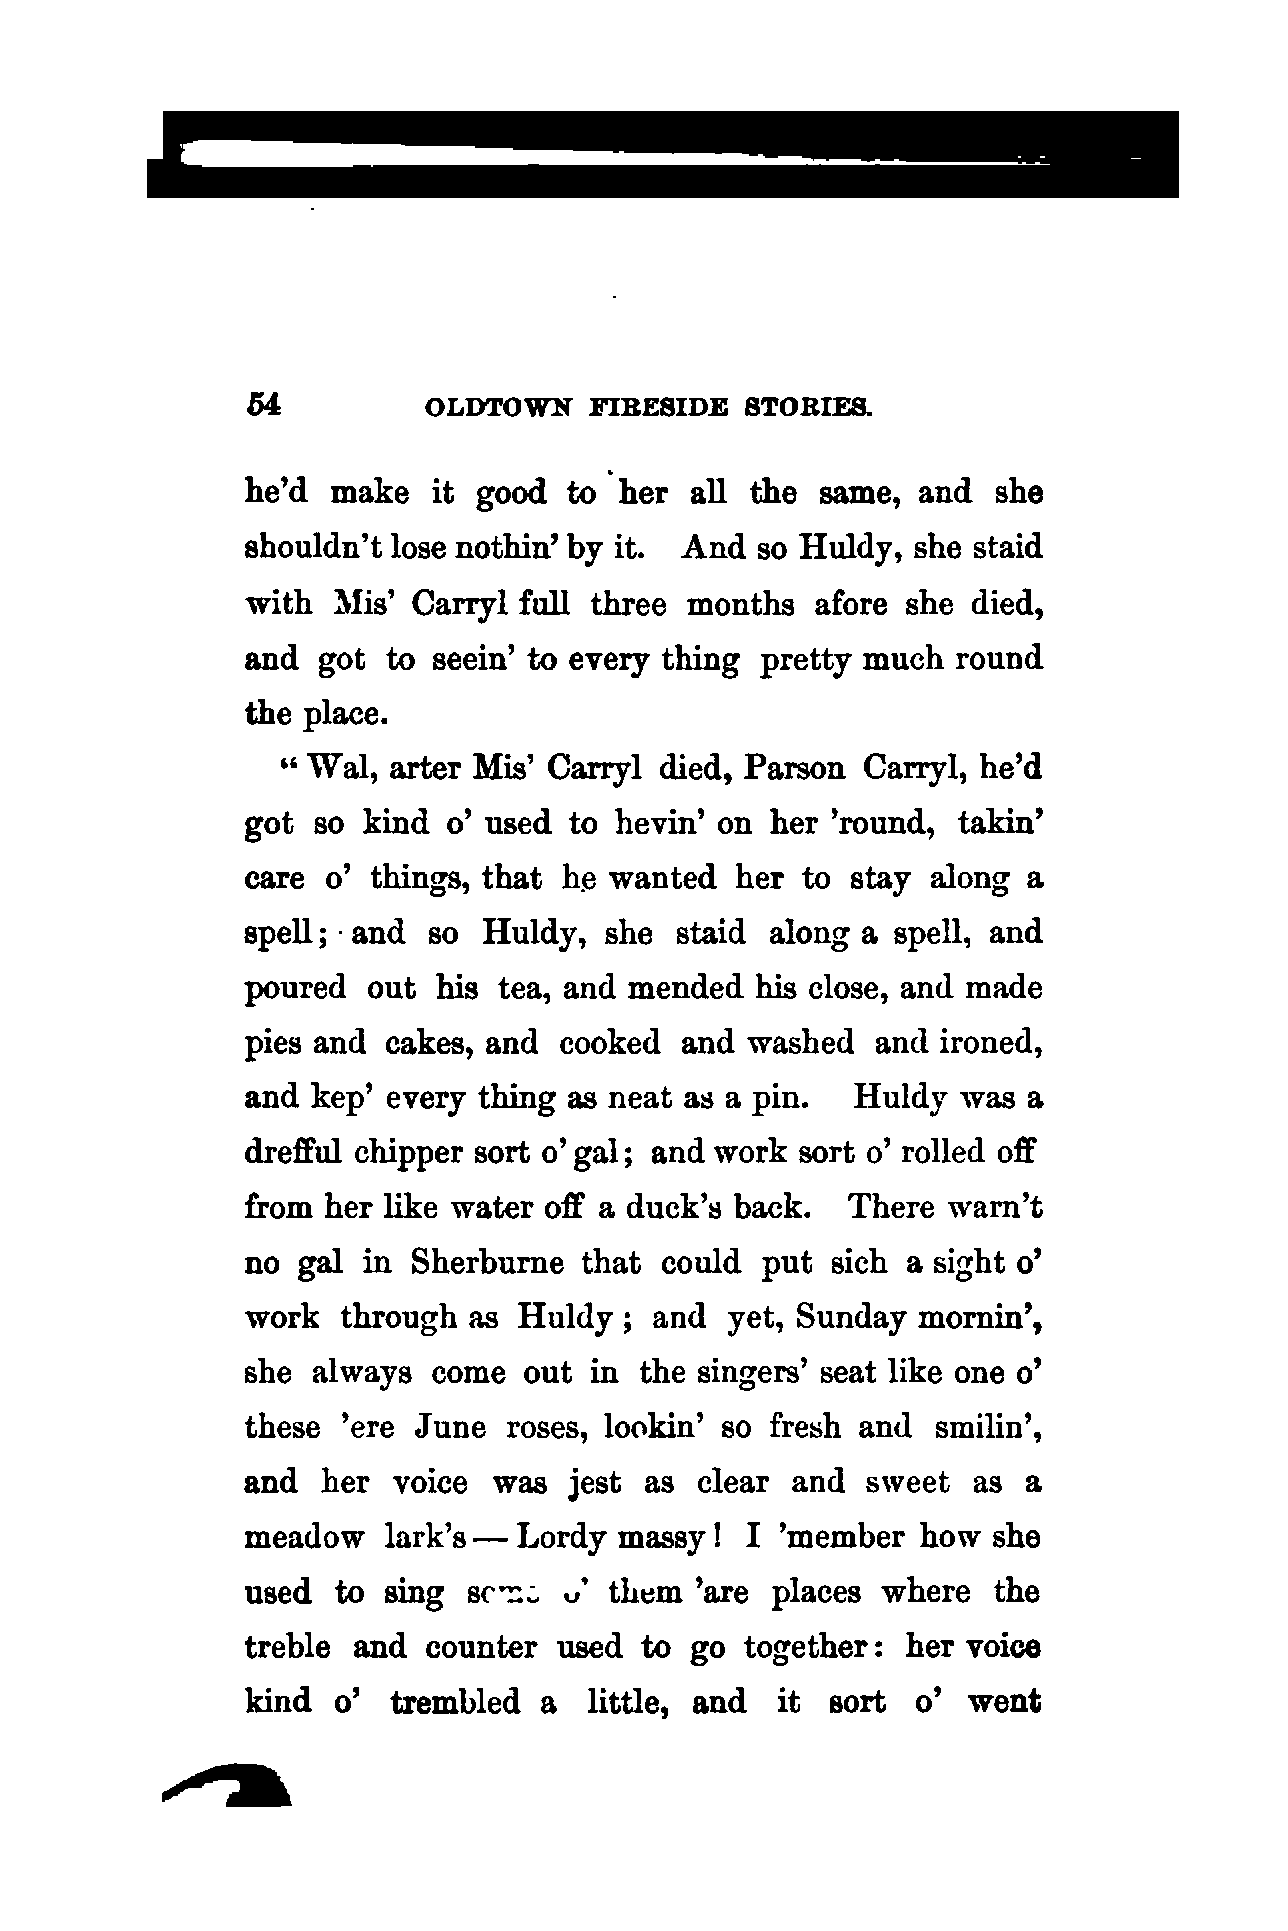 54 OLDTOWN FIRESIDE STORIES.
he'd make it good to her all the same, and she
shouldn't lose nothin' by it. And so Huldy, she staid
with Mis' Carryl full three months afore she died,
and got to seein' to every thing pretty much round
the place.
“ Wal, arter Mis' Carryl died, Parson Carryl, he'd
got so kind o' used to hevin' on her 'round, takin'
care o' things, that he wanted her to stay along a
spell; and so Huldy, she staid along a spell, and
poured out his tea, and mended his close, and made
pies and cakes, and cooked and washed and ironed,
and kep' every thing as neat as a pin. Huldy was a
drefful chipper sort o' gal; and work sort o' rolled off
from her like water off a duck's back. There warn't
no gal in Sherburne that could put sich a sight o'
work through as Huldy; and yet, Sunday mornin',
she always come out in the singers' seat like one o'
these 'ere June roses, lookin' so fresh and smilin',
and her voice was jest as clear and sweet as a
meadow lark's — Lordy massy! I 'member how she
used to sing o' them 'are places where the
treble and counter used to go together: her voice
kind o' trembled a little, and it sort o' went